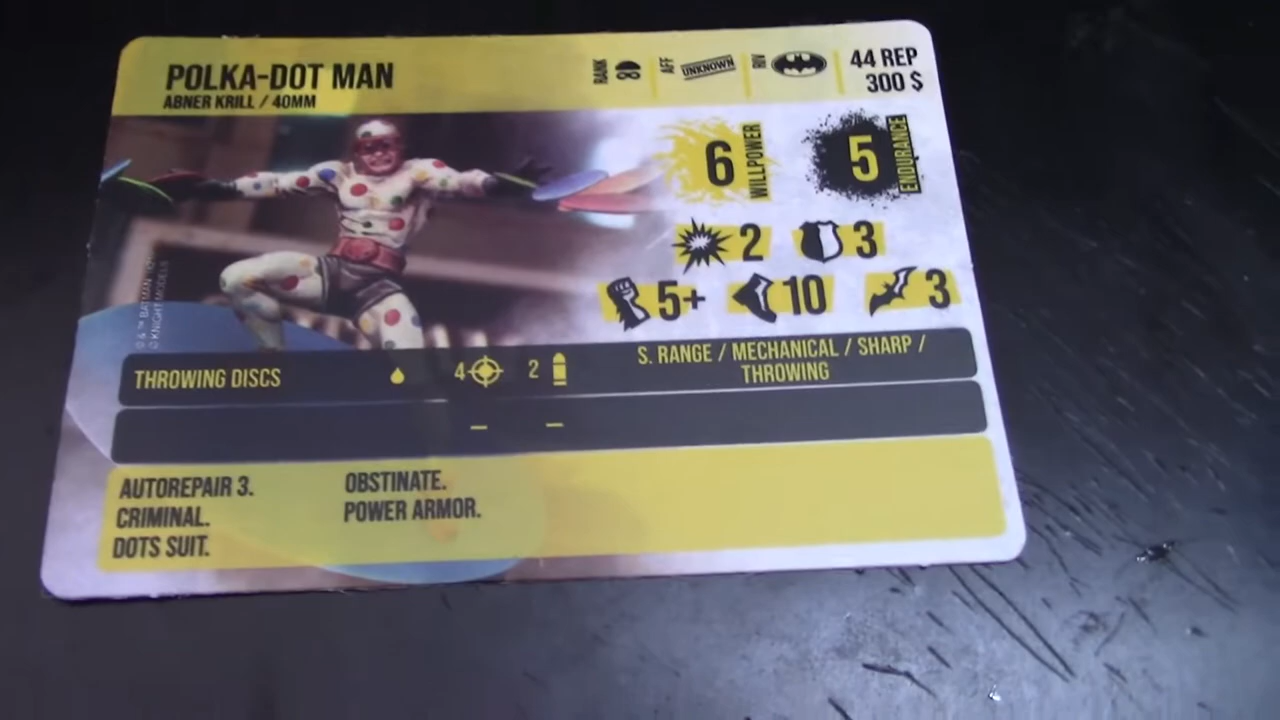 POLKA-DOT MAN
ABNER KRILL / 40MM
RANK
AFF
UNKNOWN
RIV
44 REP
300 $
6
WILLPOWER
5
ENDURANCE
2
3
5+
10
3
© KNIGHT MODELS
THROWING DISCS
4
2
S. RANGE / MECHANICAL / SHARP /
THROWING
–
–
AUTOREPAIR 3.
CRIMINAL.
DOTS SUIT.
OBSTINATE.
POWER ARMOR.